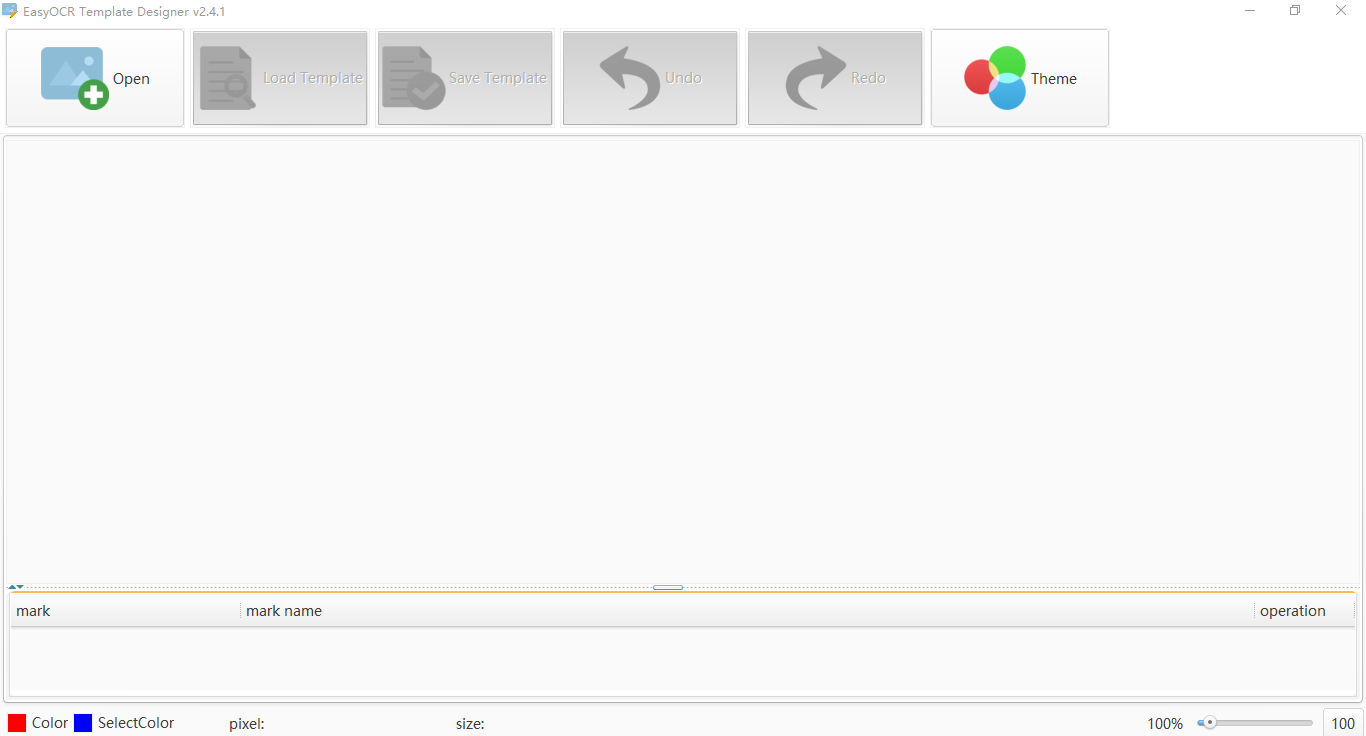 EasyOCR Template Designer v2.4.1
Open Load Template Save Template Undo Redo Theme
mark mark name operation
Color SelectColor pixel: size: 100% 100